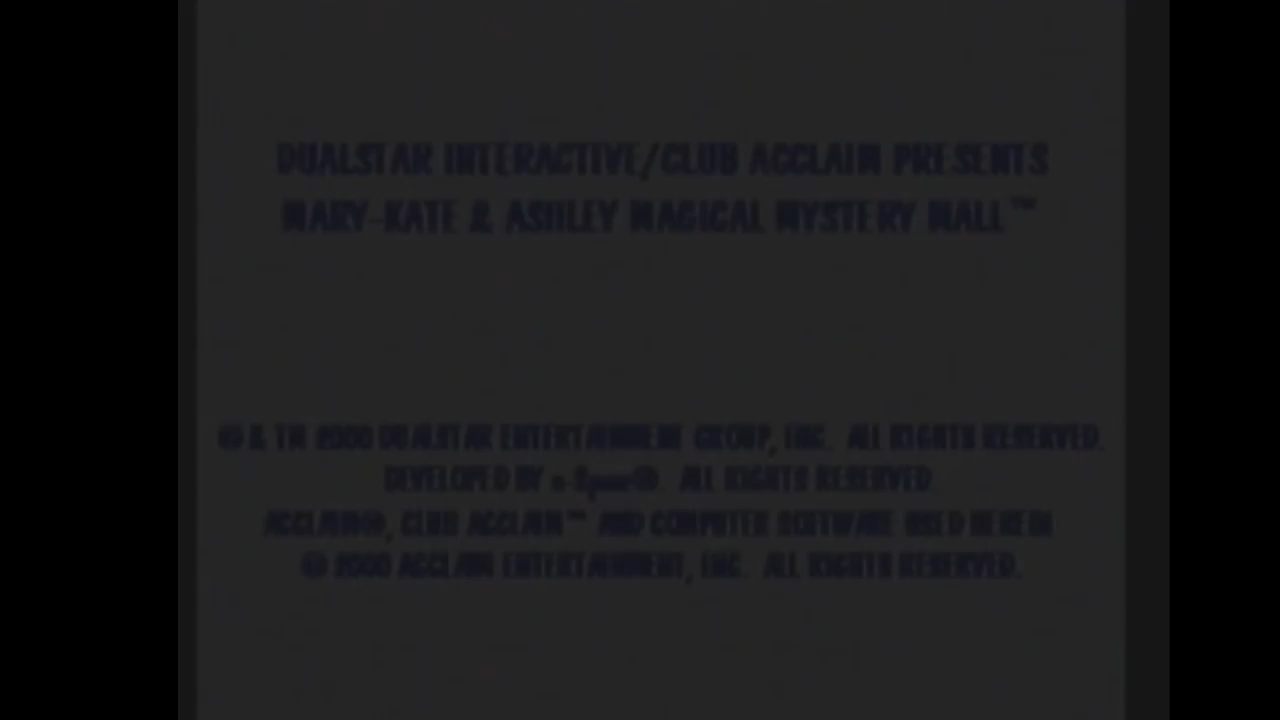 DUALSTAR INTERACTIVE/CLUB ACCLAIM PRESENTS
MARY-KATE & ASHLEY MAGICAL MYSTERY MALL™
© & TM 2000 DUALSTAR ENTERTAINMENT GROUP, INC. ALL RIGHTS RESERVED.
DEVELOPED BY n-Space®. ALL RIGHTS RESERVED.
ACCLAIM®, CLUB ACCLAIM™ AND COMPUTER SOFTWARE USED HEREIN
© 2000 ACCLAIM ENTERTAINMENT, INC. ALL RIGHTS RESERVED.